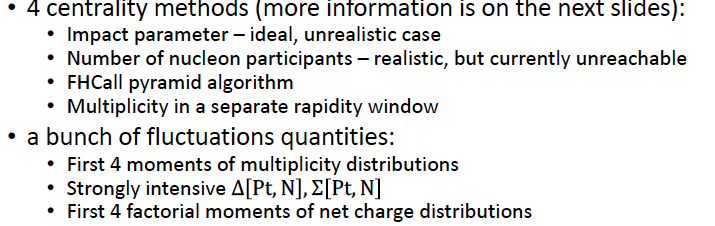 • 4 centrality methods (more information is on the next slides):
• Impact parameter – ideal, unrealistic case
• Number of nucleon participants – realistic, but currently unreachable
• FHCall pyramid algorithm
• Multiplicity in a separate rapidity window
• a bunch of fluctuations quantities:
• First 4 moments of multiplicity distributions
• Strongly intensive Δ[Pt, N], Σ[Pt, N]
• First 4 factorial moments of net charge distributions